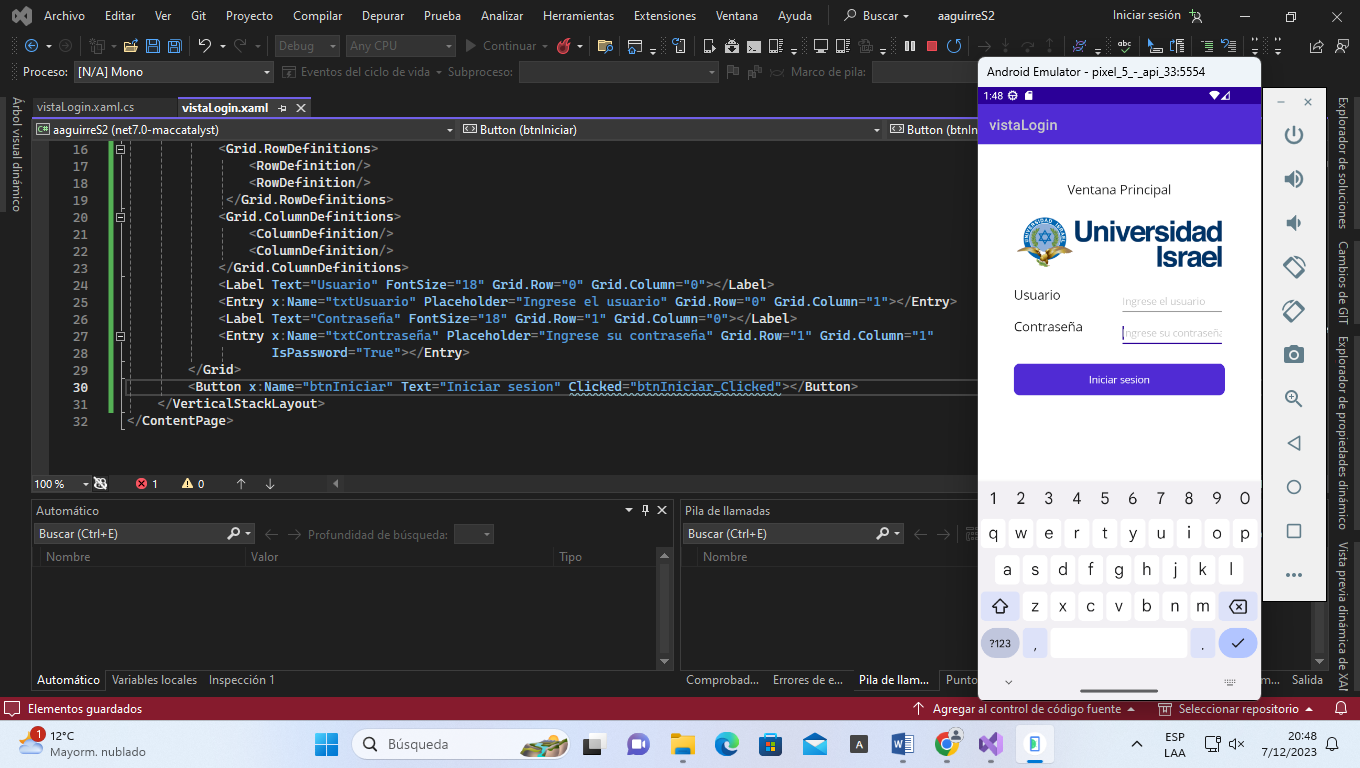 Archivo Editar Ver Git Proyecto Compilar Depurar Prueba Analizar Herramientas Extensiones Ventana Ayuda Buscar aaguirreS2 Iniciar sesión
Debug Any CPU Continuar
Proceso: [N/A] Mono Eventos del ciclo de vida Subproceso: Marco de pila:
Android Emulator - pixel_5_-_api_33:5554
Árbol visual dinámico
vistaLogin.xaml.cs vistaLogin.xaml
aaguirreS2 (net7.0-maccatalyst) Button (btnIniciar) Button (btnIn
16 <Grid.RowDefinitions>
17 <RowDefinition/>
18 <RowDefinition/>
19 </Grid.RowDefinitions>
20 <Grid.ColumnDefinitions>
21 <ColumnDefinition/>
22 <ColumnDefinition/>
23 </Grid.ColumnDefinitions>
24 <Label Text="Usuario" FontSize="18" Grid.Row="0" Grid.Column="0"></Label>
25 <Entry x:Name="txtUsuario" Placeholder="Ingrese el usuario" Grid.Row="0" Grid.Column="1"></Entry>
26 <Label Text="Contraseña" FontSize="18" Grid.Row="1" Grid.Column="0"></Label>
27 <Entry x:Name="txtContraseña" Placeholder="Ingrese su contraseña" Grid.Row="1" Grid.Column="1"
28 IsPassword="True"></Entry>
29 </Grid>
30 <Button x:Name="btnIniciar" Text="Iniciar sesion" Clicked="btnIniciar_Clicked"></Button>
31 </VerticalStackLayout>
32 </ContentPage>
100 % 1 0
Automático
Buscar (Ctrl+E) Profundidad de búsqueda:
Nombre Valor Tipo
Automático Variables locales Inspección 1
Pila de llamadas
Buscar (Ctrl+E)
Nombre
Comprobad... Errores de e... Pila de llam... Punto m... Salida
1:48
vistaLogin
Ventana Principal
UNIVERSIDAD ISRAEL
Universidad
Israel
Usuario Ingrese el usuario
Contraseña Ingrese su contraseña
Iniciar sesion
1 2 3 4 5 6 7 8 9 0
q w e r t y u i o p
a s d f g h j k l
z x c v b n m
?123 , .
Explorador de soluciones
Cambios de GIT
Explorador de propiedades dinámico
Vista previa dinámica de XAI
Elementos guardados Agregar al control de código fuente Seleccionar repositorio
1 12°C
Mayorm. nublado
Búsqueda
A
ESP
LAA
20:48
7/12/2023